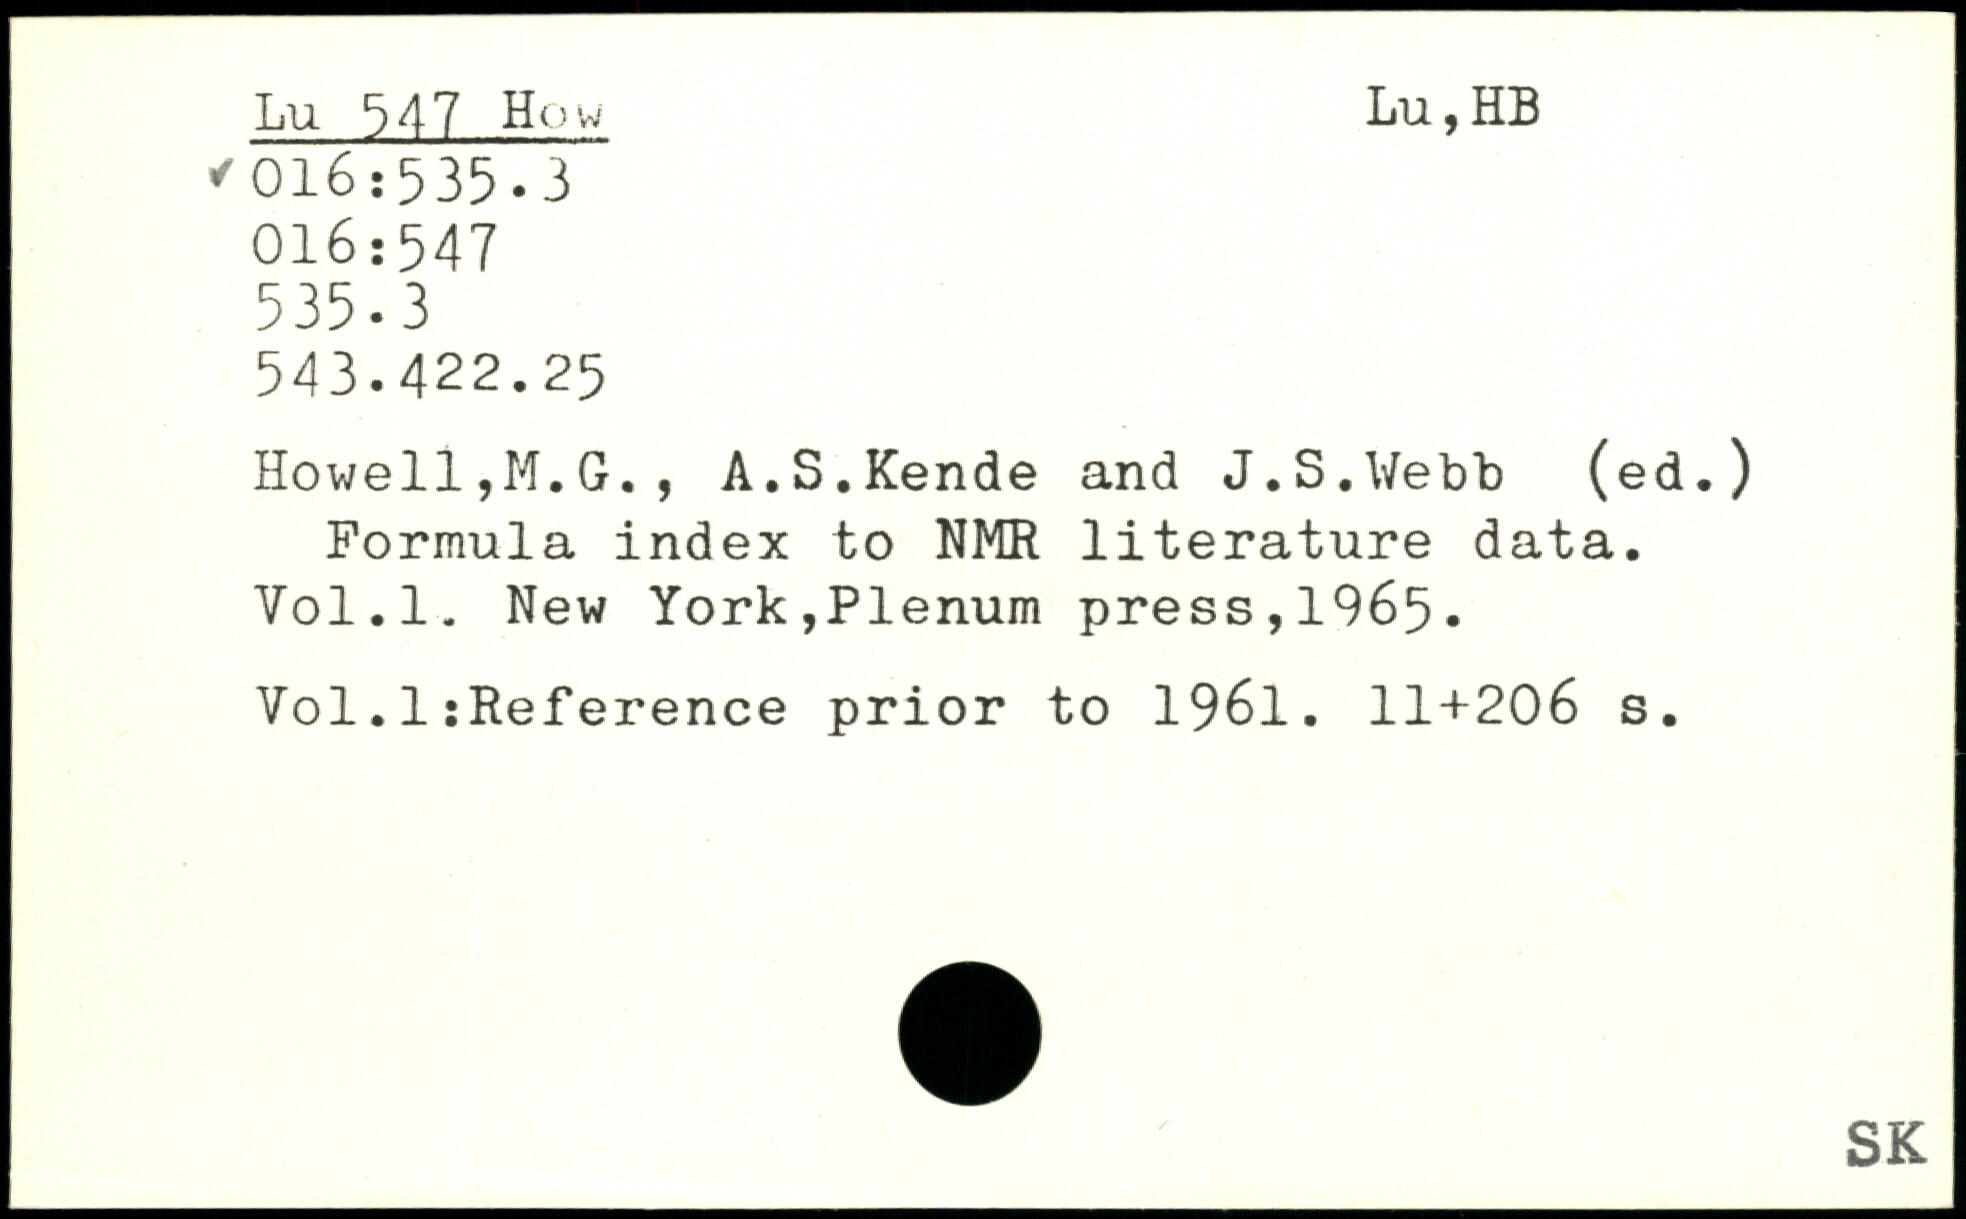 Lu 547 How
Lu,HB
✓ 016:535.3
016:547
535.3
543.422.25
Howell,M.G., A.S.Kende and J.S.Webb (ed.)
Formula index to NMR literature data.
Vol.1. New York,Plenum press,1965.
Vol.1:Reference prior to 1961. 11+206 s.
SK